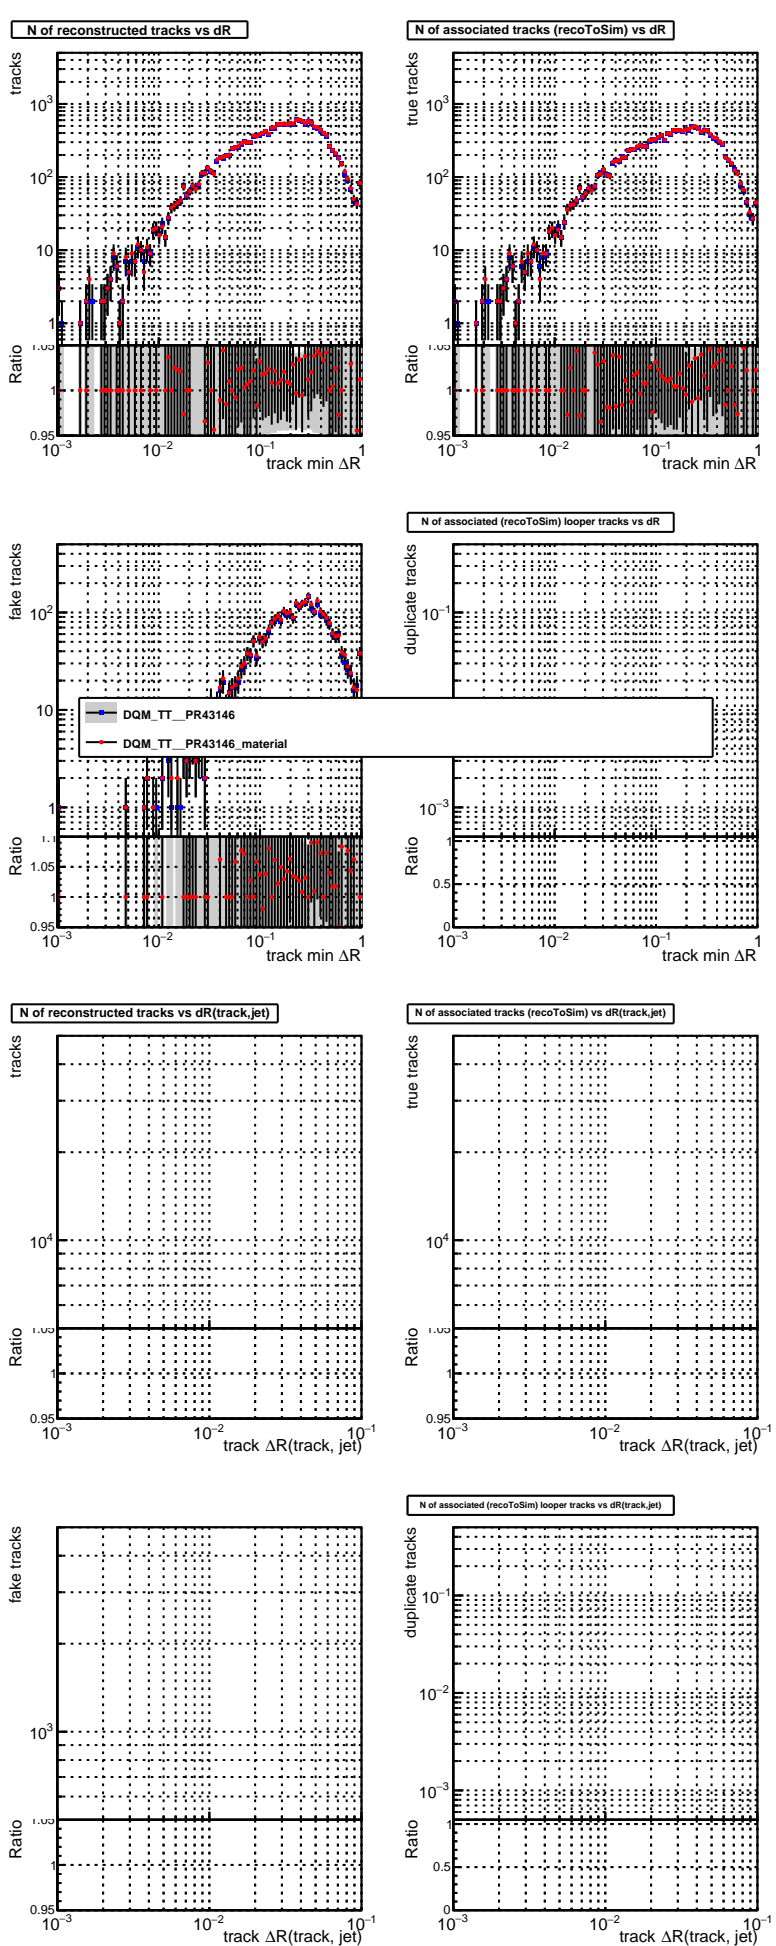 N of reconstructed tracks vs dR
tracks
10³
10²
10
1
Ratio
1.05
1
0.95
10⁻³
10⁻²
10⁻¹
1
track min ΔR
N of associated tracks (recoToSim) vs dR
true tracks
10³
10²
10
1
Ratio
1.05
1
0.95
10⁻³
10⁻²
10⁻¹
1
track min ΔR
fake tracks
10²
10
1
Ratio
1.1
1.05
1
0.95
10⁻³
10⁻²
10⁻¹
1
track min ΔR
N of associated (recoToSim) looper tracks vs dR
duplicate tracks
10⁻¹
10⁻³
Ratio
1
0.5
0
10⁻³
10⁻²
10⁻¹
1
track min ΔR
DQM_TT__PR43146
DQM_TT__PR43146_material
N of reconstructed tracks vs dR(track,jet)
tracks
10⁴
Ratio
1.05
1
0.95
10⁻³
10⁻²
10⁻¹
track ΔR(track, jet)
N of associated tracks (recoToSim) vs dR(track,jet)
true tracks
10⁴
Ratio
1.05
1
0.95
10⁻³
10⁻²
10⁻¹
track ΔR(track, jet)
fake tracks
10³
Ratio
1.05
1
0.95
10⁻³
10⁻²
10⁻¹
track ΔR(track, jet)
N of associated (recoToSim) looper tracks vs dR(track,jet)
duplicate tracks
10⁻¹
10⁻²
10⁻³
Ratio
1
0.5
0
10⁻³
10⁻²
10⁻¹
track ΔR(track, jet)